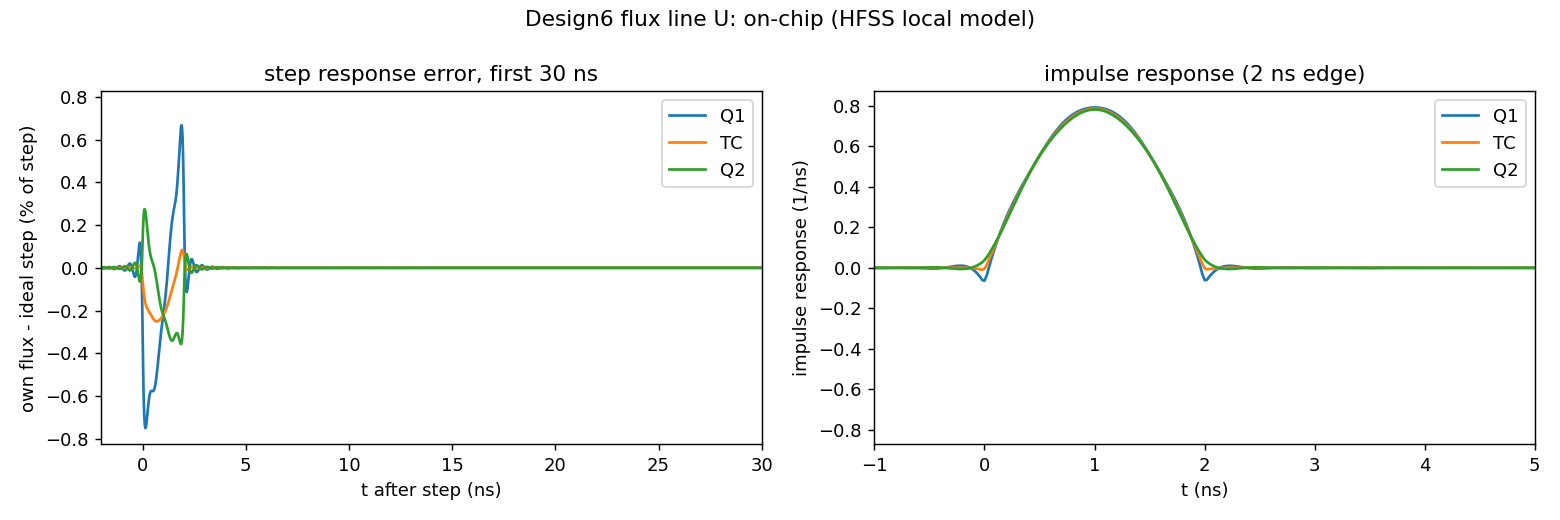 Design6 flux line U: on-chip (HFSS local model)
step response error, first 30 ns
own flux - ideal step (% of step)
0.8
0.6
0.4
0.2
0.0
−0.2
−0.4
−0.6
−0.8
Q1
TC
Q2
0 5 10 15 20 25 30
t after step (ns)
impulse response (2 ns edge)
impulse response (1/ns)
0.8
0.6
0.4
0.2
0.0
−0.2
−0.4
−0.6
−0.8
Q1
TC
Q2
−1 0 1 2 3 4 5
t (ns)